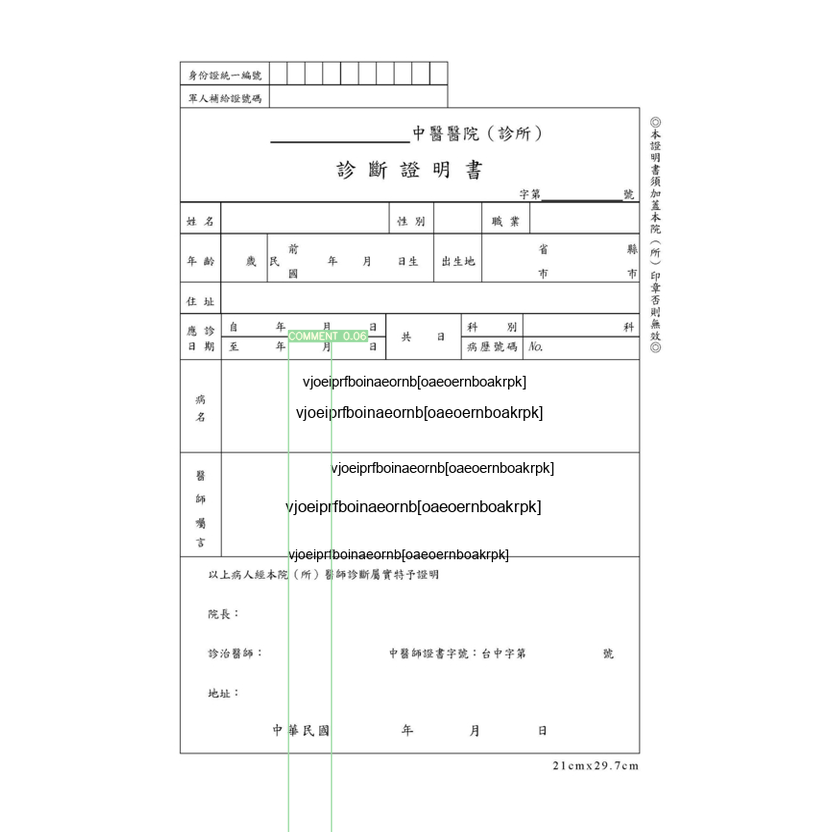 身份證統一編號
軍人補給證號碼
中醫醫院（診所）
診斷證明書
字第 號
姓名 性別 職業
年齡 歲 民國前 年 月 日生 出生地 省市 縣市
住址
應診日期 自 年 月 日 共 日 科別 科
至 年 月 日 病歷號碼 No.
COMMENT 0.06
病名
vjoeiprfboinaeornb[oaeoernboakrpk]
vjoeiprfboinaeornb[oaeoernboakrpk]
醫師囑言
vjoeiprfboinaeornb[oaeoernboakrpk]
vjoeiprfboinaeornb[oaeoernboakrpk]
vjoeiprfboinaeornb[oaeoernboakrpk]
以上病人經本院（所）醫師診斷屬實特予證明
院長：
診治醫師： 中醫師證書字號：台中字第 號
地址：
中華民國 年 月 日
21cmx29.7cm
◎本證明書須加蓋本院（所）印章否則無效◎